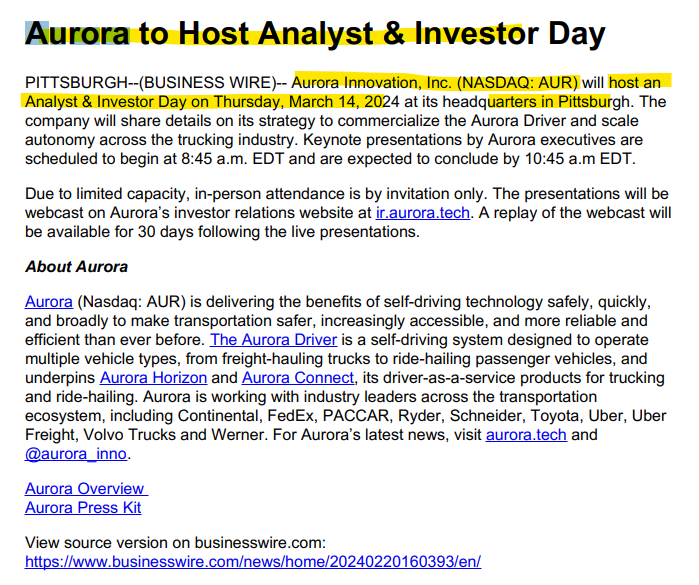 Aurora to Host Analyst & Investor Day
PITTSBURGH--(BUSINESS WIRE)-- Aurora Innovation, Inc. (NASDAQ: AUR) will host an
Analyst & Investor Day on Thursday, March 14, 2024 at its headquarters in Pittsburgh. The
company will share details on its strategy to commercialize the Aurora Driver and scale
autonomy across the trucking industry. Keynote presentations by Aurora executives are
scheduled to begin at 8:45 a.m. EDT and are expected to conclude by 10:45 a.m EDT.
Due to limited capacity, in-person attendance is by invitation only. The presentations will be
webcast on Aurora’s investor relations website at ir.aurora.tech. A replay of the webcast will
be available for 30 days following the live presentations.
About Aurora
Aurora (Nasdaq: AUR) is delivering the benefits of self-driving technology safely, quickly,
and broadly to make transportation safer, increasingly accessible, and more reliable and
efficient than ever before. The Aurora Driver is a self-driving system designed to operate
multiple vehicle types, from freight-hauling trucks to ride-hailing passenger vehicles, and
underpins Aurora Horizon and Aurora Connect, its driver-as-a-service products for trucking
and ride-hailing. Aurora is working with industry leaders across the transportation
ecosystem, including Continental, FedEx, PACCAR, Ryder, Schneider, Toyota, Uber, Uber
Freight, Volvo Trucks and Werner. For Aurora’s latest news, visit aurora.tech and
@aurora_inno.
Aurora Overview
Aurora Press Kit
View source version on businesswire.com:
https://www.businesswire.com/news/home/20240220160393/en/